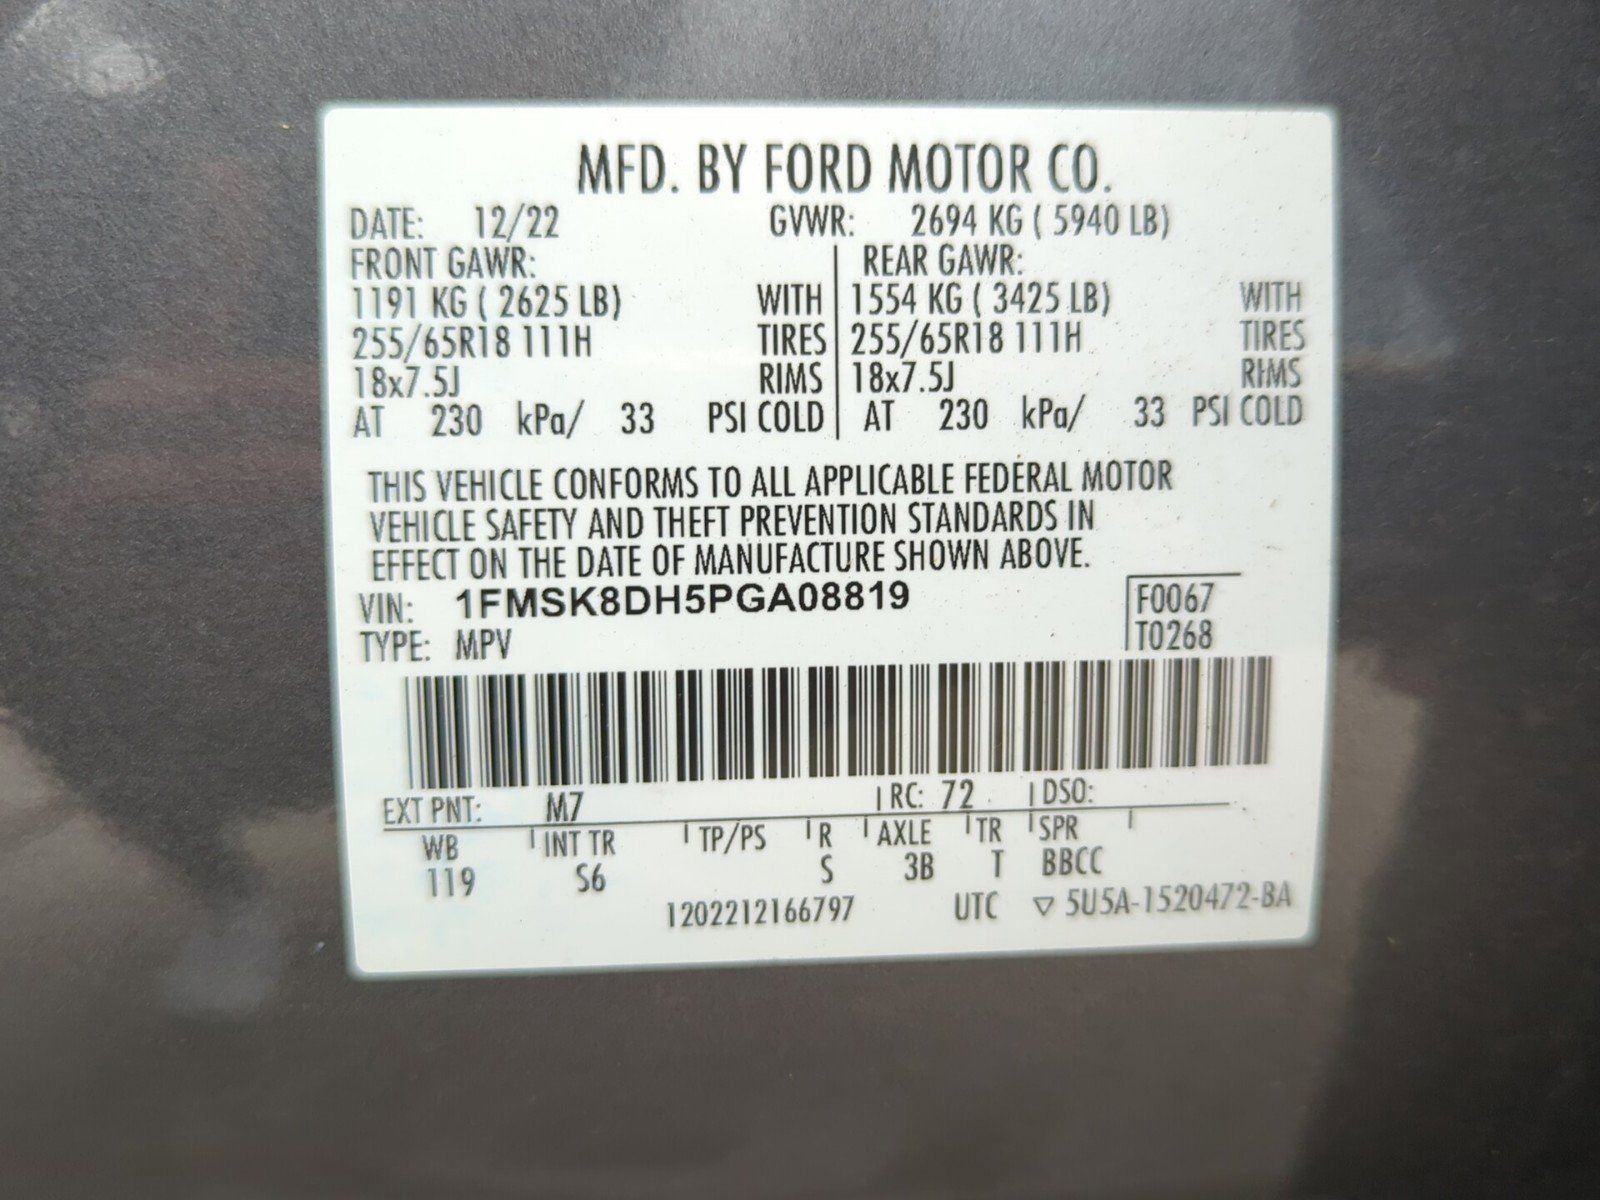 MFD. BY FORD MOTOR CO.
DATE: 12/22 GVWR: 2694 KG ( 5940 LB)
FRONT GAWR: REAR GAWR:
1191 KG ( 2625 LB) WITH 1554 KG ( 3425 LB) WITH
255/65R18 111H TIRES 255/65R18 111H TIRES
18x7.5J RIMS 18x7.5J RIMS
AT 230 kPa/ 33 PSI COLD AT 230 kPa/ 33 PSI COLD
THIS VEHICLE CONFORMS TO ALL APPLICABLE FEDERAL MOTOR
VEHICLE SAFETY AND THEFT PREVENTION STANDARDS IN
EFFECT ON THE DATE OF MANUFACTURE SHOWN ABOVE.
VIN: 1FMSK8DH5PGA08819 F0067
TYPE: MPV T0268
EXT PNT: M7 RC: 72 DSO:
WB INT TR TP/PS R AXLE TR SPR
119 S6 S 3B T BBCC
1202212166797 UTC ▽ 5U5A-1520472-BA